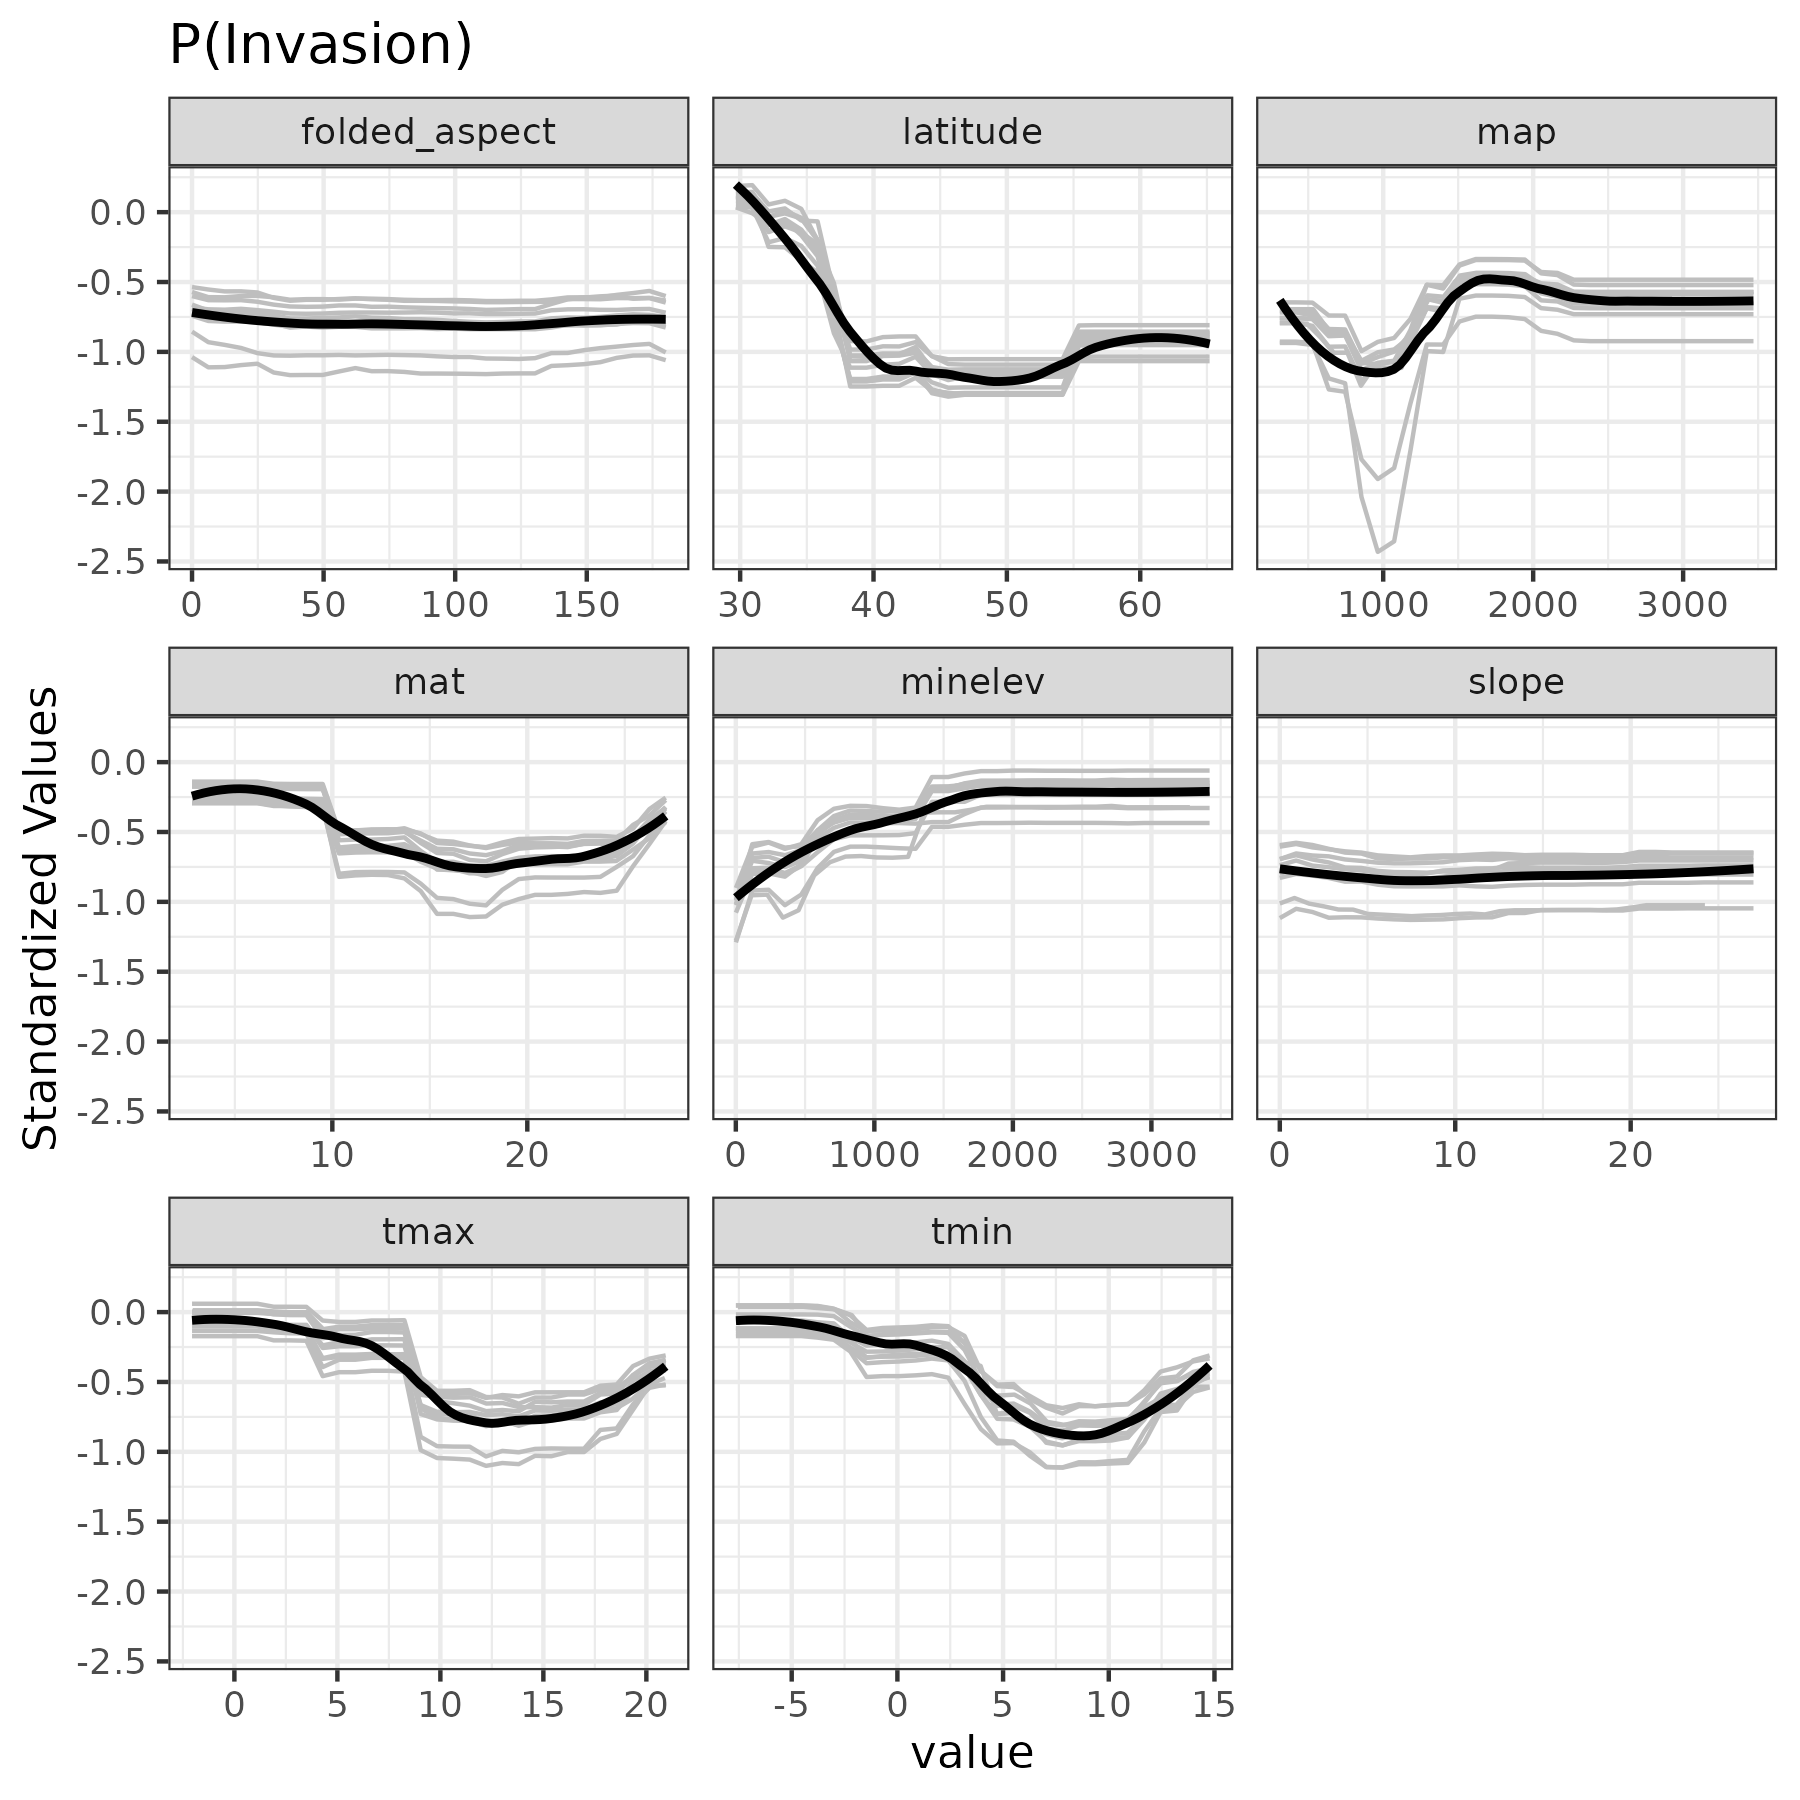 P(Invasion)
folded_aspect latitude map
0.0
-0.5
-1.0
-1.5
-2.0
-2.5
0 50 100 150 30 40 50 60 1000 2000 3000
mat minelev slope
0.0
-0.5
-1.0
-1.5
-2.0
-2.5
10 20 0 1000 2000 3000 0 10 20
Standardized Values
tmax tmin
0.0
-0.5
-1.0
-1.5
-2.0
-2.5
0 5 10 15 20 -5 0 5 10 15
value